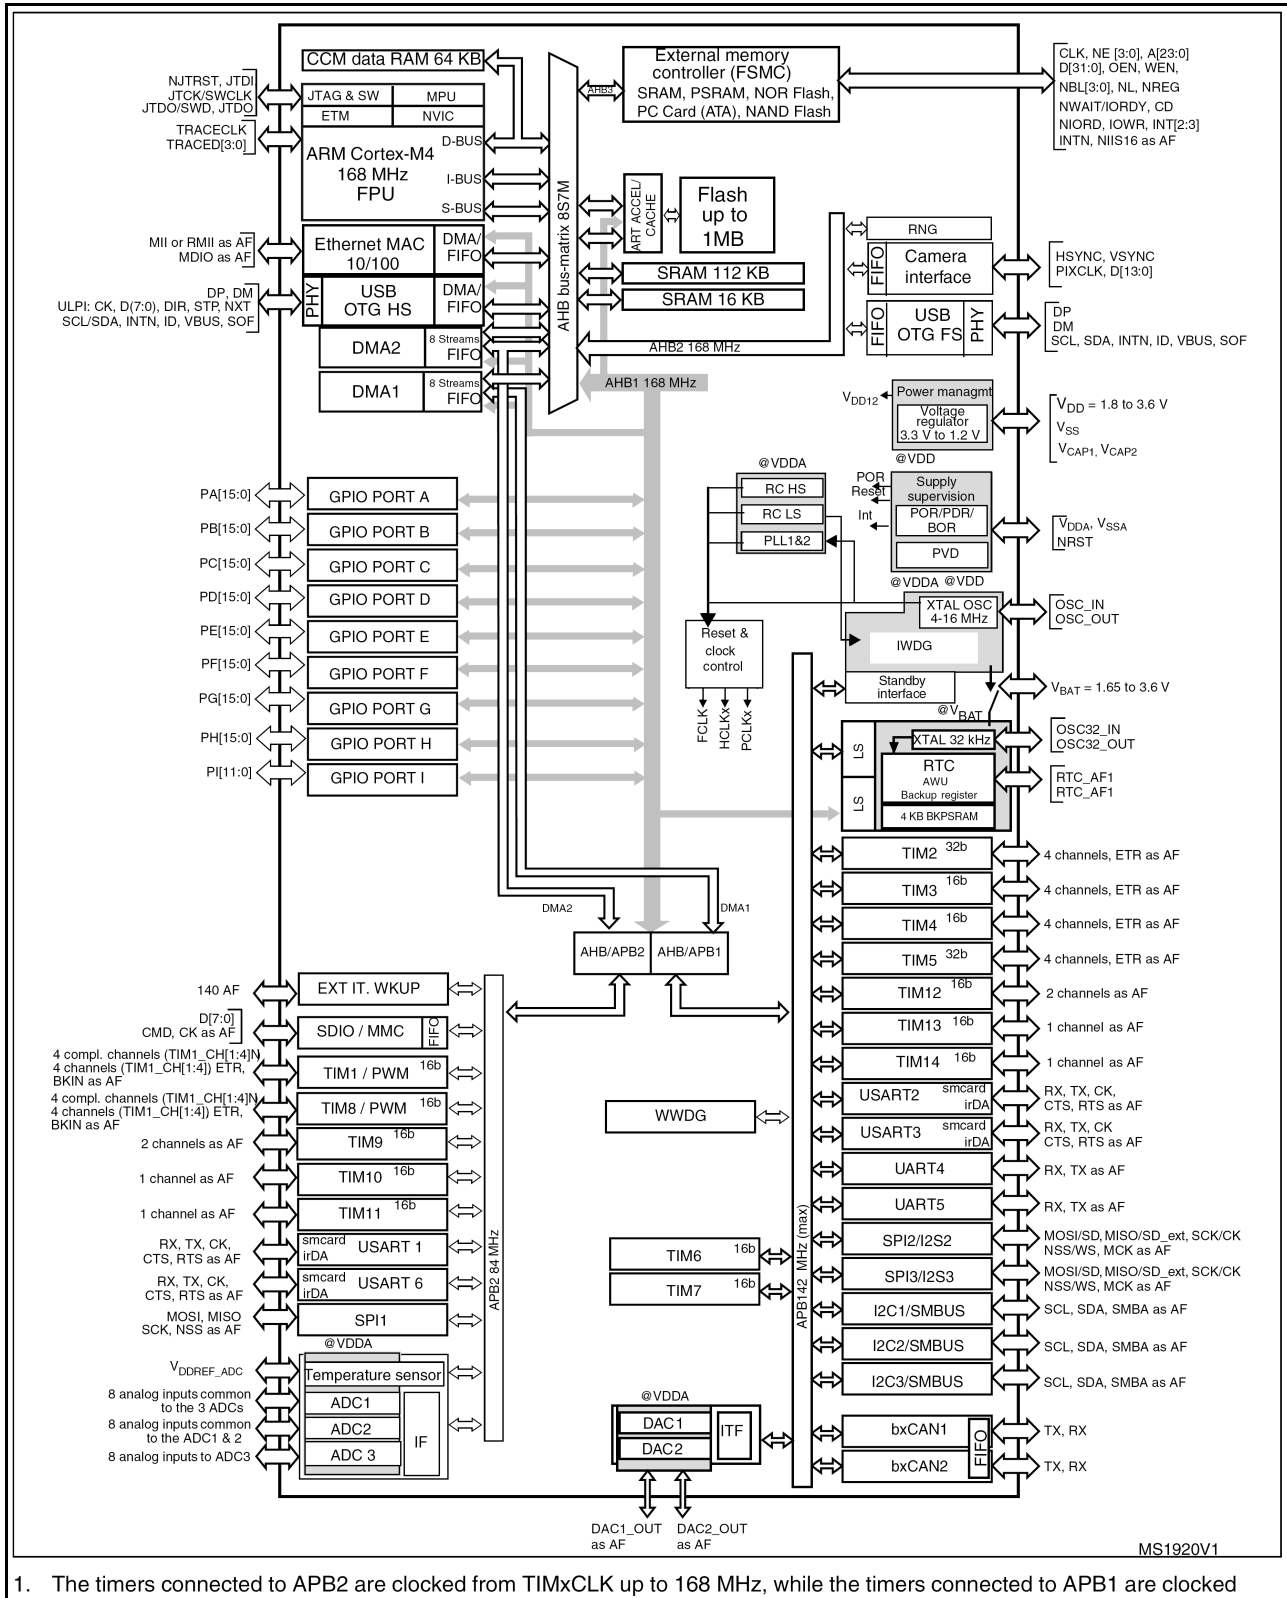 CCM data RAM 64 KB
External memory
controller (FSMC)
SRAM, PSRAM, NOR Flash,
PC Card (ATA), NAND Flash
AHB3
CLK, NE [3:0], A[23:0]
D[31:0], OEN, WEN,
NBL[3:0], NL, NREG
NWAIT/IORDY, CD
NIORD, IOWR, INT[2:3]
INTN, NIIS16 as AF
NJTRST, JTDI
JTCK/SWCLK
JTDO/SWD, JTDO
TRACECLK
TRACED[3:0]
JTAG & SW
MPU
ETM
NVIC
ARM Cortex-M4
168 MHz
FPU
D-BUS
I-BUS
S-BUS
AHB bus-matrix 8S7M
ART ACCEL/
CACHE
Flash
up to
1MB
SRAM 112 KB
SRAM 16 KB
MII or RMII as AF
MDIO as AF
Ethernet MAC
10/100
DMA/
FIFO
DP, DM
ULPI: CK, D(7:0), DIR, STP, NXT
SCL/SDA, INTN, ID, VBUS, SOF
PHY
USB
OTG HS
DMA/
FIFO
DMA2
8 Streams
FIFO
DMA1
8 Streams
FIFO
RNG
FIFO
Camera
interface
HSYNC, VSYNC
PIXCLK, D[13:0]
FIFO
USB
OTG FS
PHY
DP
DM
SCL, SDA, INTN, ID, VBUS, SOF
AHB2 168 MHz
AHB1 168 MHz
VDD12
Power managmt
Voltage
regulator
3.3 V to 1.2 V
@VDD
VDD = 1.8 to 3.6 V
VSS
VCAP1, VCAP2
@VDDA
RC HS
RC LS
PLL1&2
POR
Reset
Int
Supply
supervision
POR/PDR/
BOR
PVD
VDDA, VSSA
NRST
@VDDA @VDD
XTAL OSC
4-16 MHz
OSC_IN
OSC_OUT
IWDG
Reset &
clock
control
FCLK
HCLKx
PCLKx
Standby
interface
VBAT = 1.65 to 3.6 V
@VBAT
LS
LS
XTAL 32 kHz
RTC
AWU
Backup register
4 KB BKPSRAM
OSC32_IN
OSC32_OUT
RTC_AF1
RTC_AF1
PA[15:0]
GPIO PORT A
PB[15:0]
GPIO PORT B
PC[15:0]
GPIO PORT C
PD[15:0]
GPIO PORT D
PE[15:0]
GPIO PORT E
PF[15:0]
GPIO PORT F
PG[15:0]
GPIO PORT G
PH[15:0]
GPIO PORT H
PI[11:0]
GPIO PORT I
DMA2
DMA1
AHB/APB2
AHB/APB1
TIM2 32b
4 channels, ETR as AF
TIM3 16b
4 channels, ETR as AF
TIM4 16b
4 channels, ETR as AF
TIM5 32b
4 channels, ETR as AF
TIM12 16b
2 channels as AF
TIM13 16b
1 channel as AF
TIM14 16b
1 channel as AF
USART2 smcard
irDA
RX, TX, CK,
CTS, RTS as AF
USART3 smcard
irDA
RX, TX, CK
CTS, RTS as AF
UART4
RX, TX as AF
UART5
RX, TX as AF
SPI2/I2S2
MOSI/SD, MISO/SD_ext, SCK/CK
NSS/WS, MCK as AF
SPI3/I2S3
MOSI/SD, MISO/SD_ext, SCK/CK
NSS/WS, MCK as AF
I2C1/SMBUS
SCL, SDA, SMBA as AF
I2C2/SMBUS
SCL, SDA, SMBA as AF
I2C3/SMBUS
SCL, SDA, SMBA as AF
bxCAN1
TX, RX
bxCAN2
TX, RX
FIFO
140 AF
EXT IT. WKUP
D[7:0]
CMD, CK as AF
SDIO / MMC
FIFO
4 compl. channels (TIM1_CH[1:4]N
4 channels (TIM1_CH[1:4]) ETR,
BKIN as AF
TIM1 / PWM 16b
4 compl. channels (TIM1_CH[1:4]N
4 channels (TIM1_CH[1:4]) ETR,
BKIN as AF
TIM8 / PWM 16b
2 channels as AF
TIM9 16b
1 channel as AF
TIM10 16b
1 channel as AF
TIM11 16b
RX, TX, CK,
CTS, RTS as AF
smcard
irDA
USART 1
RX, TX, CK,
CTS, RTS as AF
smcard
irDA
USART 6
MOSI, MISO
SCK, NSS as AF
SPI1
@VDDA
VDDREF_ADC
Temperature sensor
8 analog inputs common
to the 3 ADCs
ADC1
8 analog inputs common
to the ADC1 & 2
ADC2
8 analog inputs to ADC3
ADC 3
IF
APB2 84 MHz
WWDG
TIM6 16b
TIM7 16b
APB142 MHz (max)
@VDDA
DAC1
DAC2
ITF
DAC1_OUT
as AF
DAC2_OUT
as AF
MS1920V1
1. The timers connected to APB2 are clocked from TIMxCLK up to 168 MHz, while the timers connected to APB1 are clocked